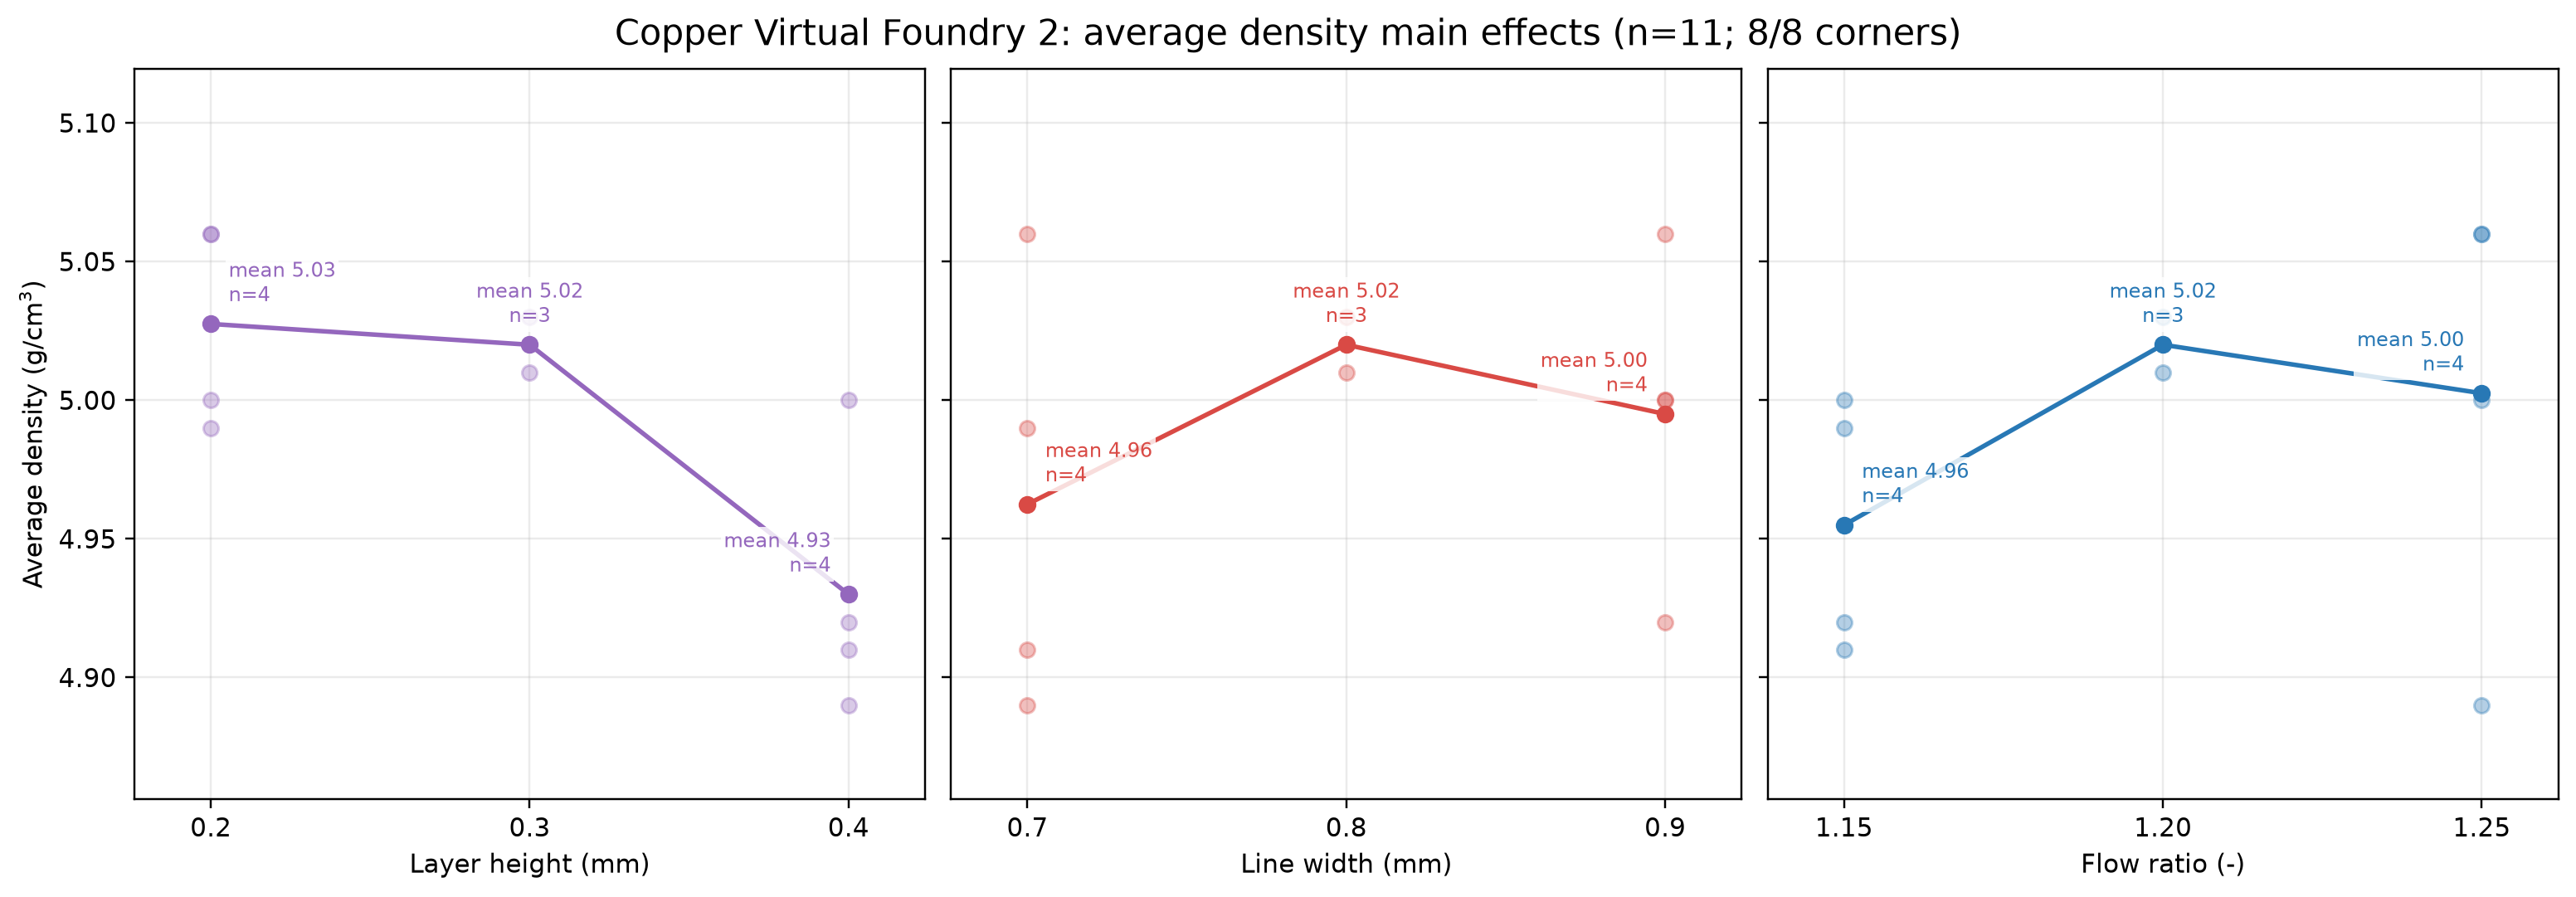 Copper Virtual Foundry 2: average density main effects (n=11; 8/8 corners)
Average density (g/cm³)
5.10
5.05
5.00
4.95
4.90
mean 5.03
n=4
mean 5.02
n=3
mean 4.93
n=4
0.2
0.3
0.4
Layer height (mm)
mean 4.96
n=4
mean 5.02
n=3
mean 5.00
n=4
0.7
0.8
0.9
Line width (mm)
mean 4.96
n=4
mean 5.02
n=3
mean 5.00
n=4
1.15
1.20
1.25
Flow ratio (-)